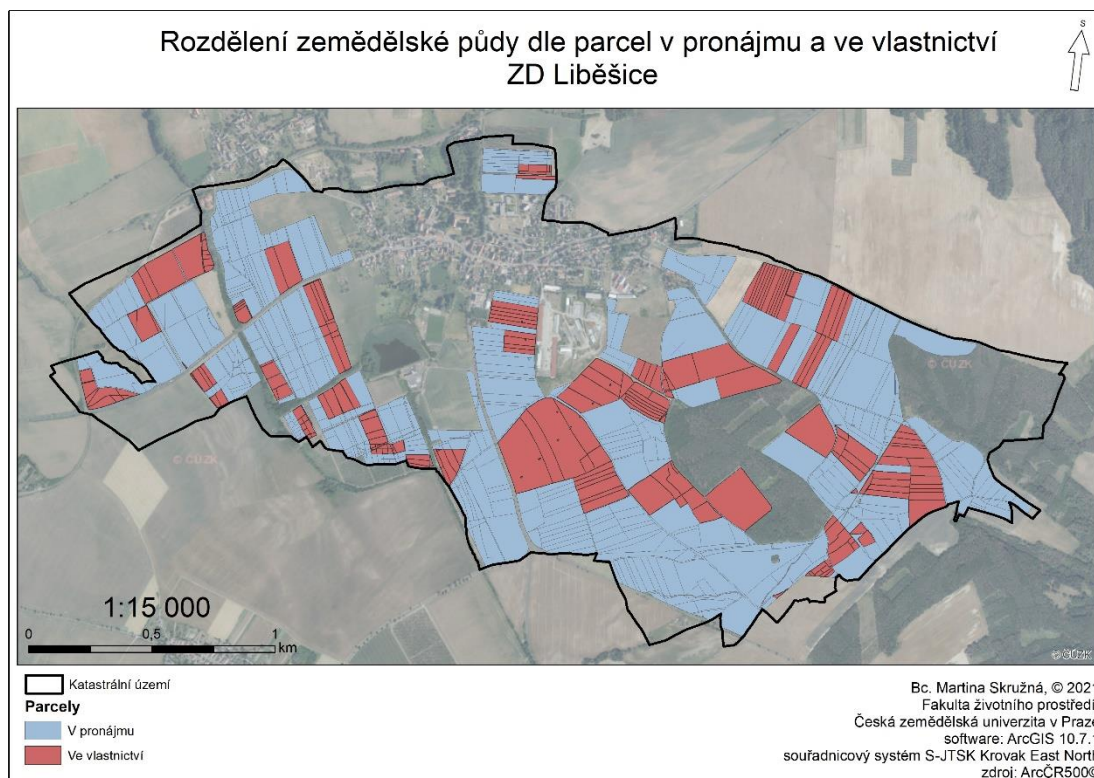 Rozdělení zemědělské půdy dle parcel v pronájmu a ve vlastnictví
ZD Liběšice
S
© ČÚZK
© ČÚZK
1:15 000
0 0,5 1
km
© ČÚZK
Katastrální území
Parcely
V pronájmu
Ve vlastnictví
Bc. Martina Skružná, © 2021
Fakulta životního prostředí
Česká zemědělská univerzita v Praze
software: ArcGIS 10.7.1
souřadnicový systém S-JTSK Krovak East North
zdroj: ArcČR500©